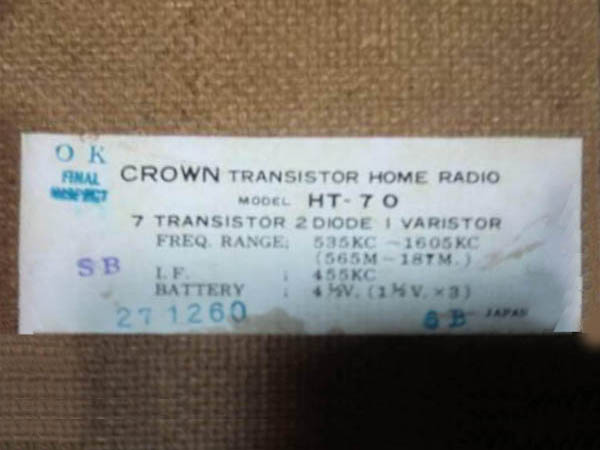 OK
FINAL
CROWN TRANSISTOR HOME RADIO
MODEL HT-70
7 TRANSISTOR 2 DIODE 1 VARISTOR
FREQ. RANGE; 535KC ~ 1605KC
(565M ~ 187M.)
SB
I.F. ; 455KC
BATTERY ; 4½V. (1½V. × 3)
271260
JAPAN